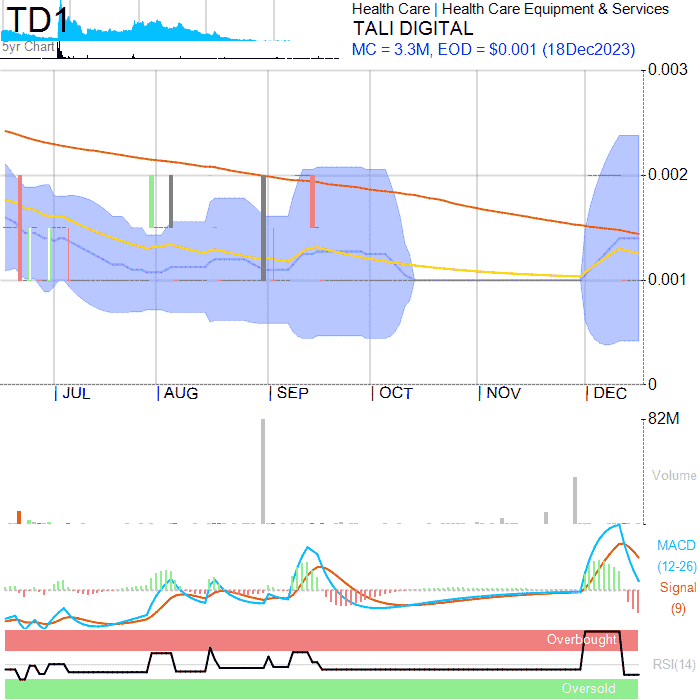 TD1
5yr Chart
Health Care | Health Care Equipment & Services
TALI DIGITAL
MC = 3.3M, EOD = $0.001 (18Dec2023)
0.003
0.002
0.001
0
JUL AUG SEP OCT NOV DEC
82M
Volume
MACD
(12-26)
Signal
(9)
Overbought
RSI(14)
Oversold